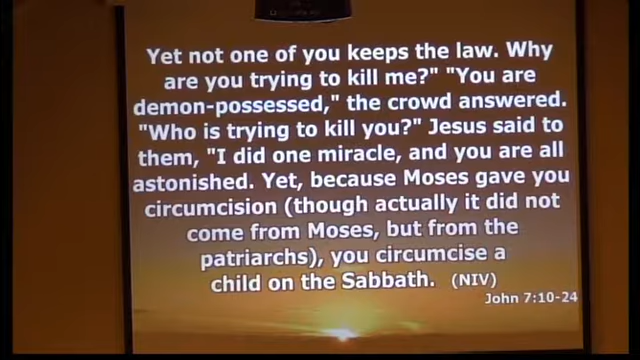 Yet not one of you keeps the law. Why
are you trying to kill me?" "You are
demon-possessed," the crowd answered.
"Who is trying to kill you?" Jesus said to
them, "I did one miracle, and you are all
astonished. Yet, because Moses gave you
circumcision (though actually it did not
come from Moses, but from the
patriarchs), you circumcise a
child on the Sabbath. (NIV)
John 7:10-24